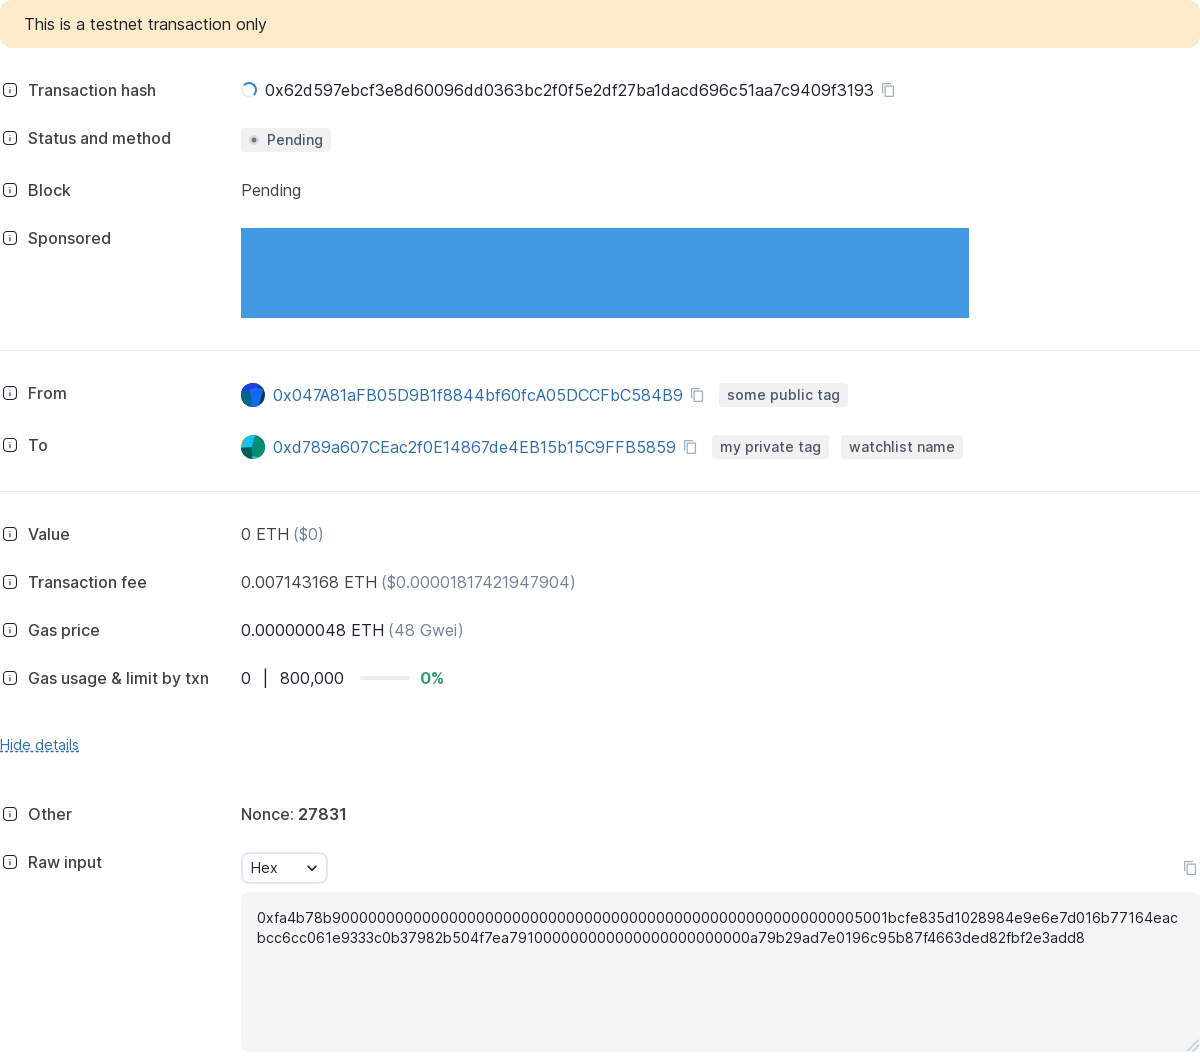 This is a testnet transaction only
Transaction hash 0x62d597ebcf3e8d60096dd0363bc2f0f5e2df27ba1dacd696c51aa7c9409f3193
Status and method Pending
Block Pending
Sponsored
From 0x047A81aFB05D9B1f8844bf60fcA05DCCFbC584B9 some public tag
To 0xd789a607CEac2f0E14867de4EB15b15C9FFB5859 my private tag watchlist name
Value 0 ETH ($0)
Transaction fee 0.007143168 ETH ($0.00001817421947904)
Gas price 0.000000048 ETH (48 Gwei)
Gas usage & limit by txn 0 | 800,000 0%
Hide details
Other Nonce: 27831
Raw input Hex
0xfa4b78b90000000000000000000000000000000000000000000000000000000005001bcfe835d1028984e9e6e7d016b77164eac
bcc6cc061e9333c0b37982b504f7ea791000000000000000000000000a79b29ad7e0196c95b87f4663ded82fbf2e3add8